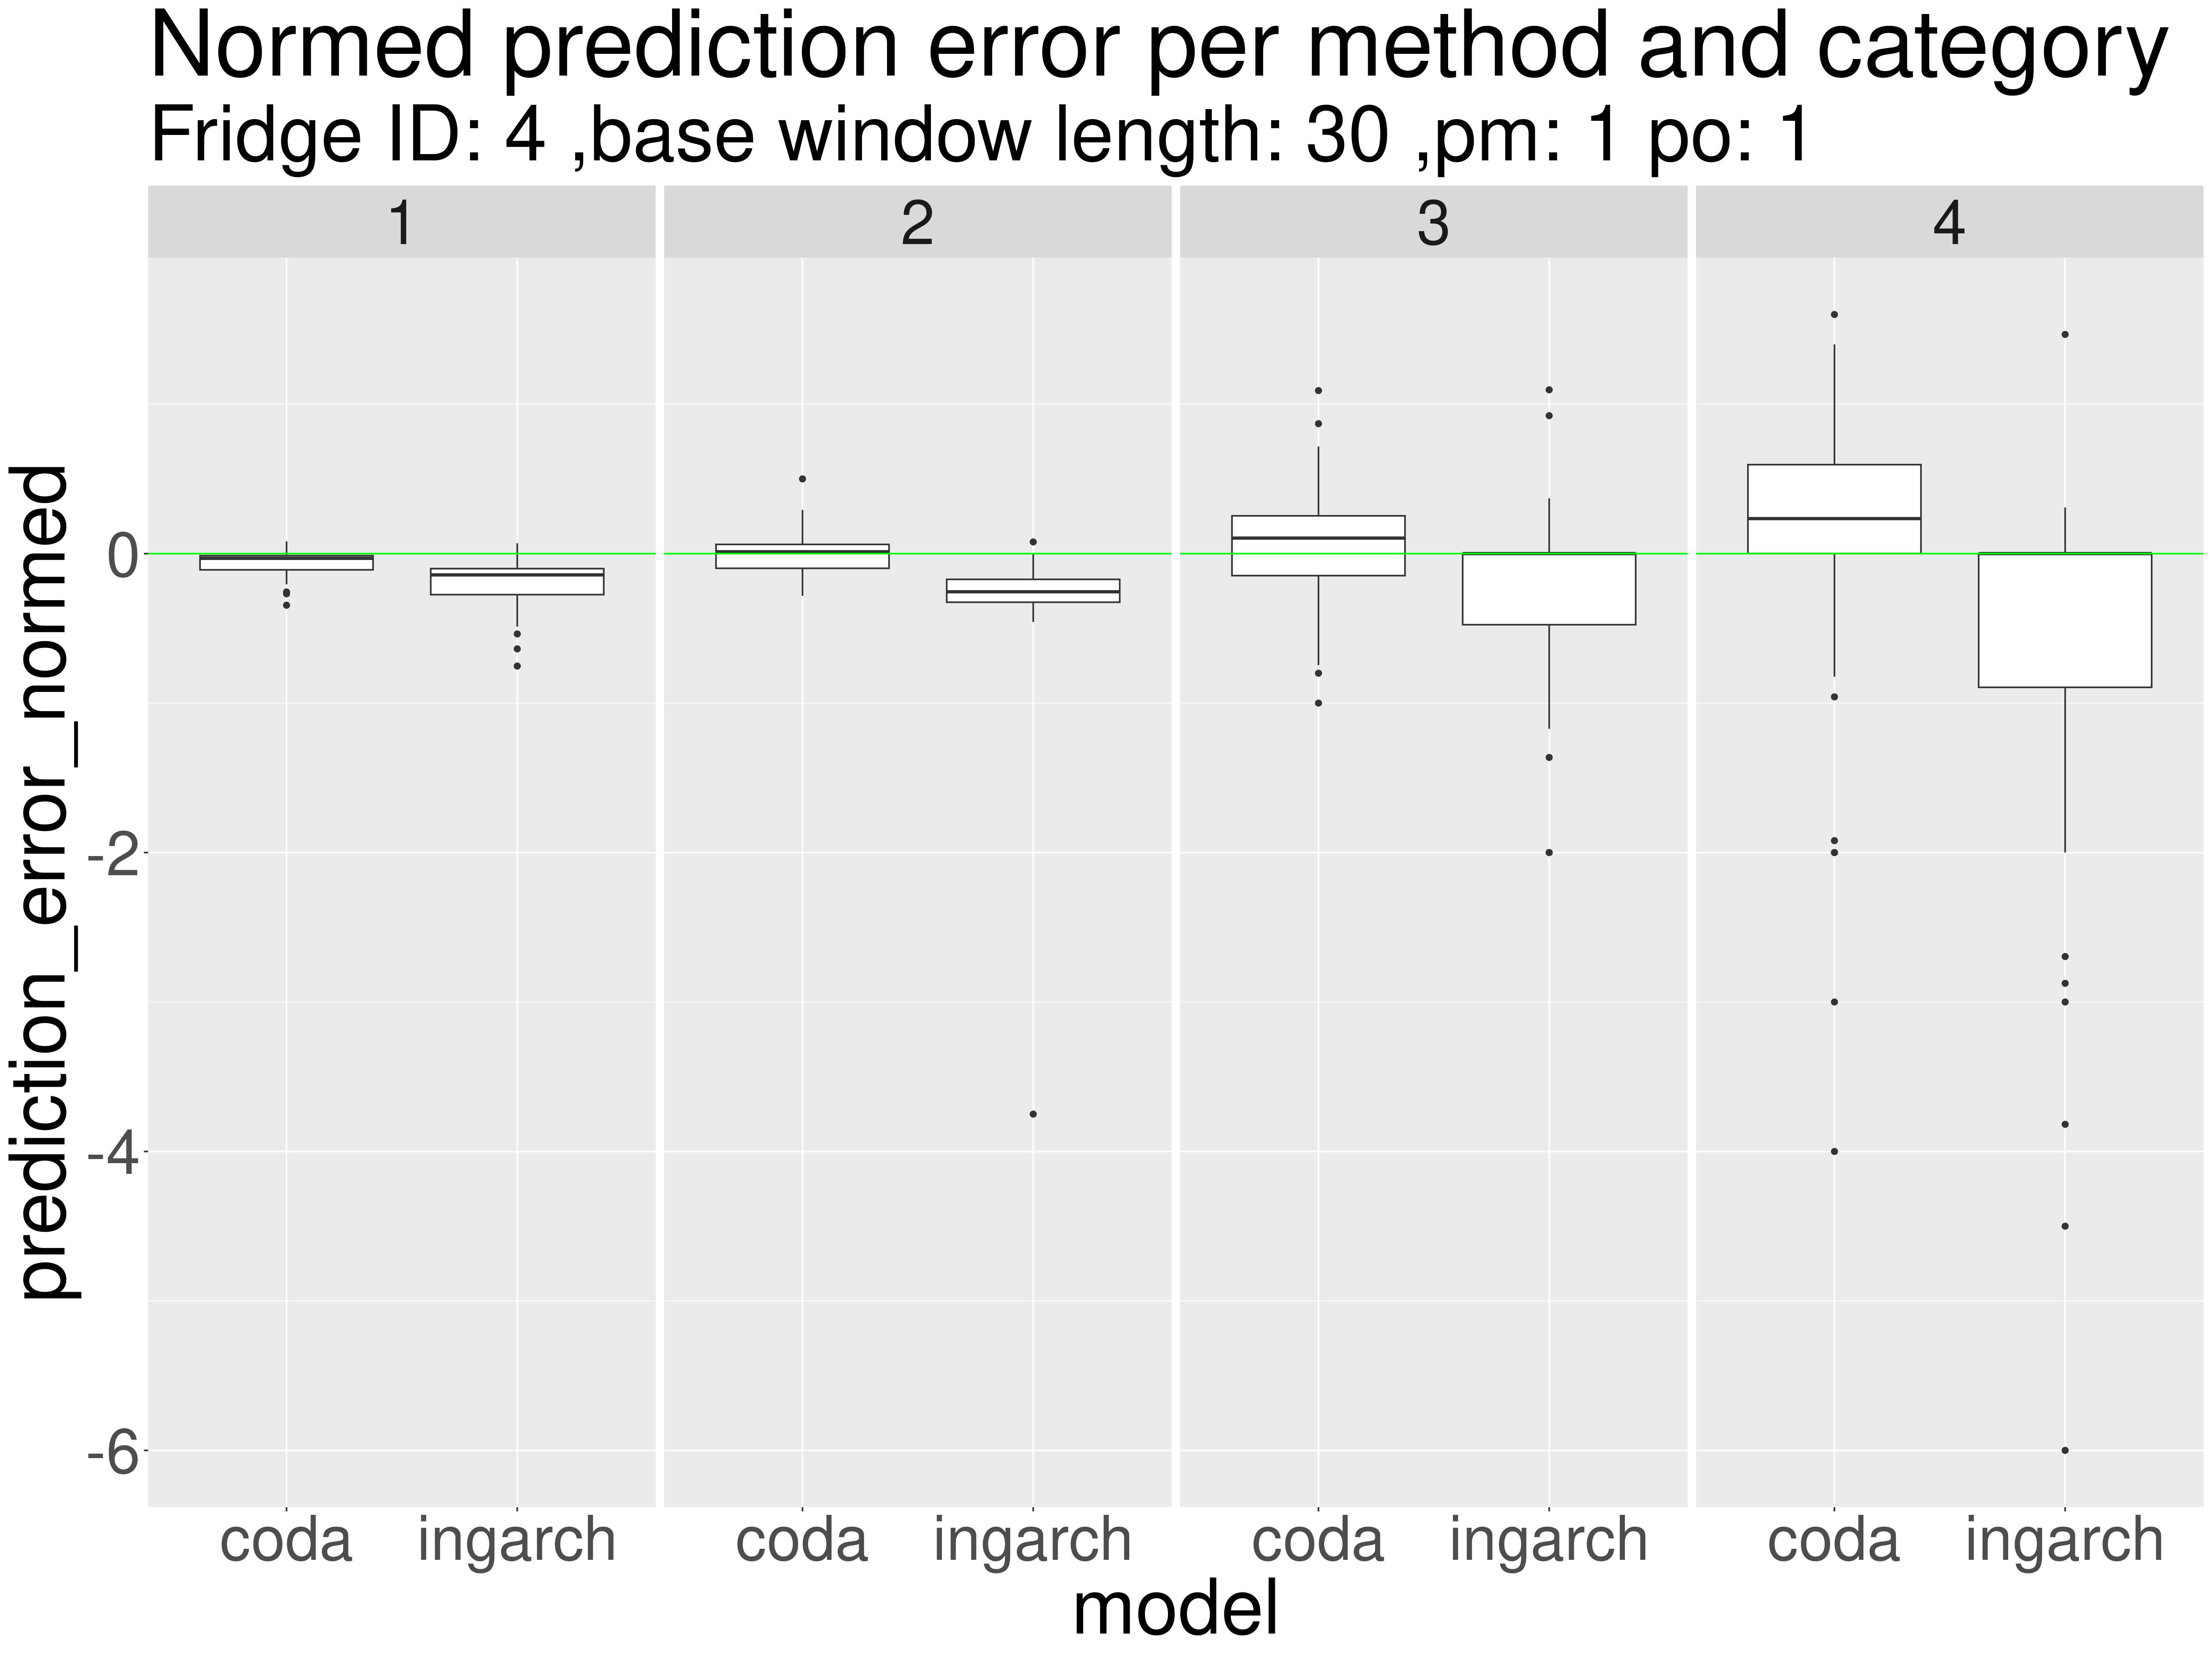 Normed prediction error per method and category
Fridge ID: 4 ,base window length: 30 ,pm: 1 po: 1
1 2 3 4
prediction_error_normed
0
-2
-4
-6
coda ingarch coda ingarch coda ingarch coda ingarch
model